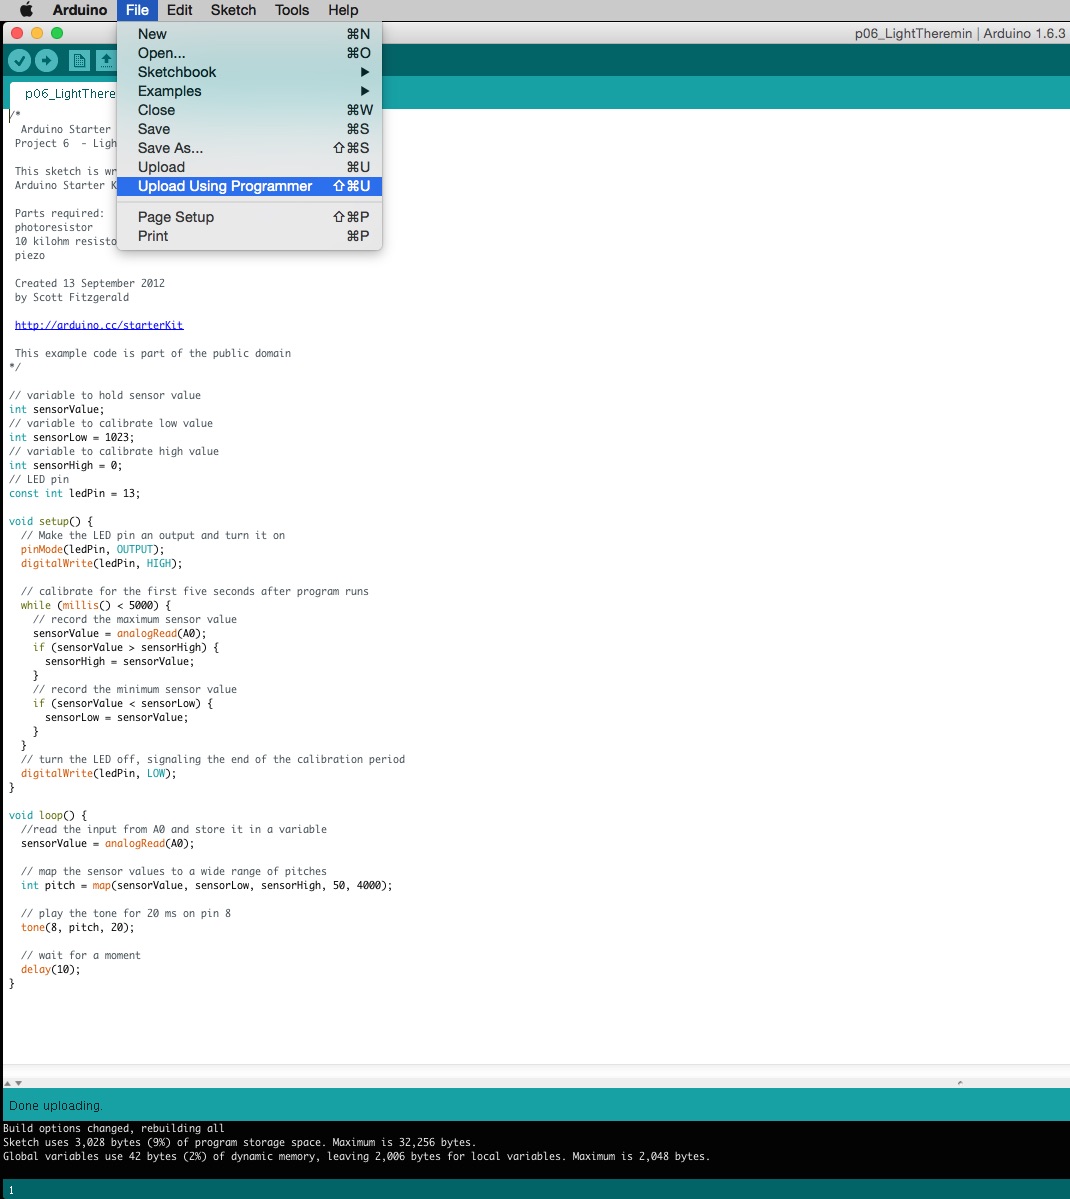 Arduino File Edit Sketch Tools Help
p06_LightTheremin | Arduino 1.6.3
New ⌘N
Open... ⌘O
Sketchbook ▶
Examples ▶
Close ⌘W
Save ⌘S
Save As... ⇧⌘S
Upload ⌘U
Upload Using Programmer ⇧⌘U
Page Setup ⇧⌘P
Print ⌘P
p06_LightThere
/*
Arduino Starter
Project 6 - Ligh
This sketch is wr
Arduino Starter K
Parts required:
photoresistor
10 kilohm resisto
piezo
Created 13 September 2012
by Scott Fitzgerald
http://arduino.cc/starterKit
This example code is part of the public domain
*/
// variable to hold sensor value
int sensorValue;
// variable to calibrate low value
int sensorLow = 1023;
// variable to calibrate high value
int sensorHigh = 0;
// LED pin
const int ledPin = 13;
void setup() {
// Make the LED pin an output and turn it on
pinMode(ledPin, OUTPUT);
digitalWrite(ledPin, HIGH);
// calibrate for the first five seconds after program runs
while (millis() < 5000) {
// record the maximum sensor value
sensorValue = analogRead(A0);
if (sensorValue > sensorHigh) {
sensorHigh = sensorValue;
}
// record the minimum sensor value
if (sensorValue < sensorLow) {
sensorLow = sensorValue;
}
}
// turn the LED off, signaling the end of the calibration period
digitalWrite(ledPin, LOW);
}
void loop() {
//read the input from A0 and store it in a variable
sensorValue = analogRead(A0);
// map the sensor values to a wide range of pitches
int pitch = map(sensorValue, sensorLow, sensorHigh, 50, 4000);
// play the tone for 20 ms on pin 8
tone(8, pitch, 20);
// wait for a moment
delay(10);
}
Done uploading.
Build options changed, rebuilding all
Sketch uses 3,028 bytes (9%) of program storage space. Maximum is 32,256 bytes.
Global variables use 42 bytes (2%) of dynamic memory, leaving 2,006 bytes for local variables. Maximum is 2,048 bytes.
1